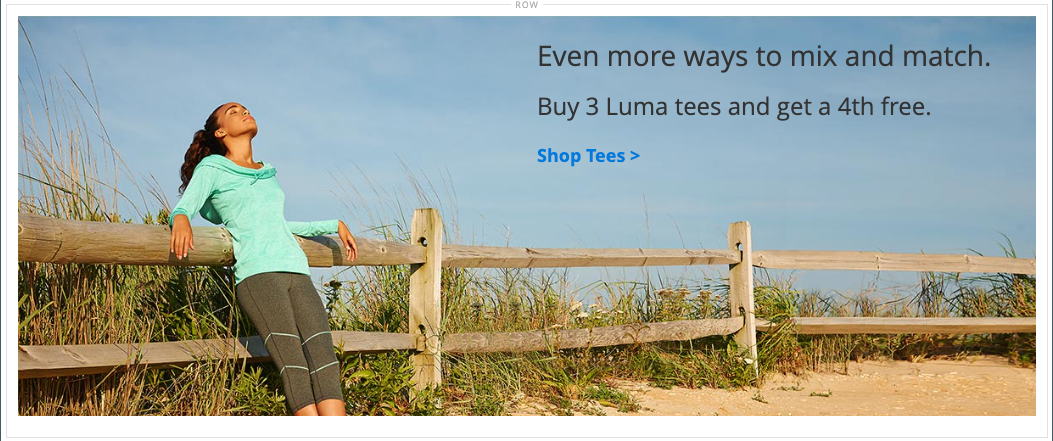 ROW
Even more ways to mix and match.
Buy 3 Luma tees and get a 4th free.
Shop Tees >